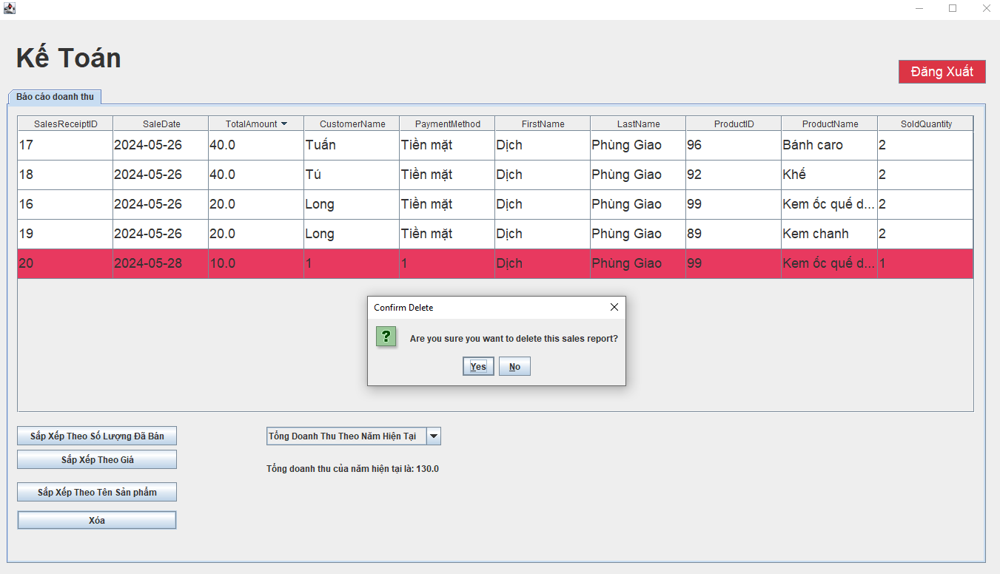 Kế Toán
Đăng Xuất
Báo cáo doanh thu
SalesReceiptID SaleDate TotalAmount CustomerName PaymentMethod FirstName LastName ProductID ProductName SoldQuantity
17 2024-05-26 40.0 Tuấn Tiền mặt Dịch Phùng Giao 96 Bánh caro 2
18 2024-05-26 40.0 Tú Tiền mặt Dịch Phùng Giao 92 Khế 2
16 2024-05-26 20.0 Long Tiền mặt Dịch Phùng Giao 99 Kem ốc quế d... 2
19 2024-05-26 20.0 Long Tiền mặt Dịch Phùng Giao 89 Kem chanh 2
20 2024-05-28 10.0 1 1 Dịch Phùng Giao 99 Kem ốc quế d... 1
Confirm Delete
? Are you sure you want to delete this sales report?
Yes No
Sắp Xếp Theo Số Lượng Đã Bán
Tổng Doanh Thu Theo Năm Hiện Tại
Sắp Xếp Theo Giá
Tổng doanh thu của năm hiện tại là: 130.0
Sắp Xếp Theo Tên Sản phẩm
Xóa